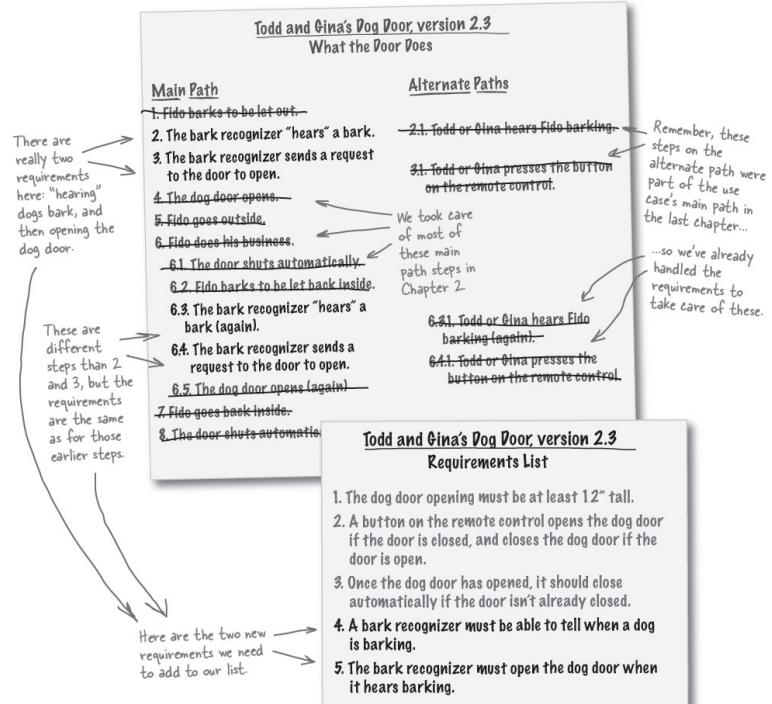 Todd and Gina's Dog Door, version 2.3
What the Door Does
Main Path
1. Fido barks to be let out.
2. The bark recognizer "hears" a bark.
3. The bark recognizer sends a request
to the door to open.
4. The dog door opens.
5. Fido goes outside.
6. Fido does his business.
6.1. The door shuts automatically.
6.2. Fido barks to be let back inside.
6.3. The bark recognizer "hears" a
bark (again).
6.4. The bark recognizer sends a
request to the door to open.
6.5. The dog door opens (again)
7. Fido goes back inside.
8. The door shuts automatic
Alternate Paths
2.1. Todd or Gina hears Fido barking.
3.1. Todd or Gina presses the button
on the remote control.
6.3.1. Todd or Gina hears Fido
barking (again).
6.4.1. Todd or Gina presses the
button on the remote control.
There are
really two
requirements
here: "hearing"
dogs bark, and
then opening the
dog door.
We took care
of most of
these main
path steps in
Chapter 2
Remember, these
steps on the
alternate path were
part of the use
case's main path in
the last chapter...
...so we've already
handled the
requirements to
take care of these.
These are
different
steps than 2
and 3, but the
requirements
are the same
as for those
earlier steps.
Todd and Gina's Dog Door, version 2.3
Requirements List
1. The dog door opening must be at least 12" tall.
2. A button on the remote control opens the dog door
if the door is closed, and closes the dog door if the
door is open.
3. Once the dog door has opened, it should close
automatically if the door isn't already closed.
4. A bark recognizer must be able to tell when a dog
is barking.
5. The bark recognizer must open the dog door when
it hears barking.
Here are the two new
requirements we need
to add to our list.